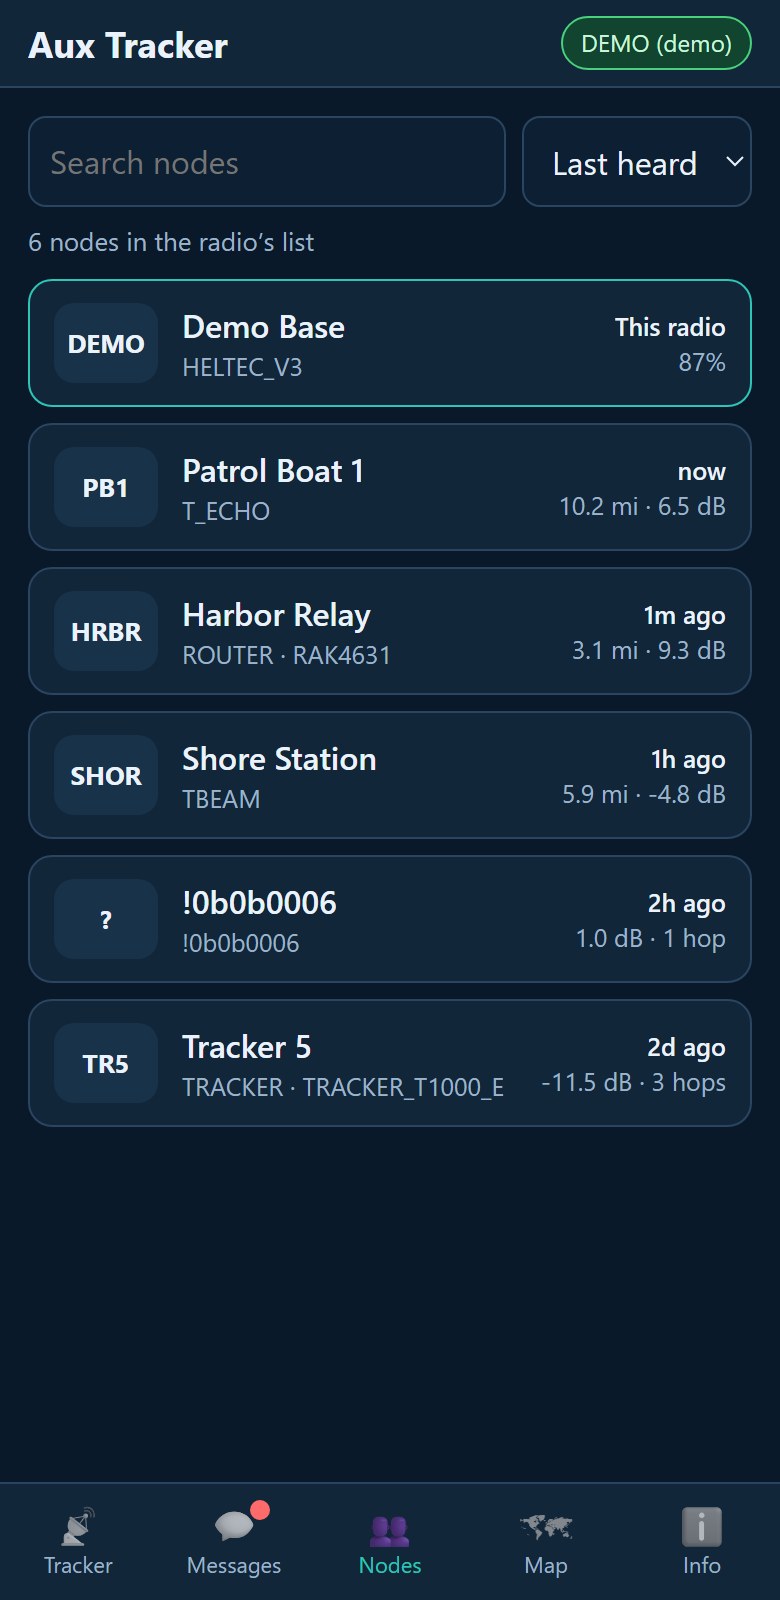 Aux Tracker
DEMO (demo)
Search nodes
Last heard
6 nodes in the radio’s list
DEMO
Demo Base
HELTEC_V3
This radio
87%
PB1
Patrol Boat 1
T_ECHO
now
10.2 mi · 6.5 dB
HRBR
Harbor Relay
ROUTER · RAK4631
1m ago
3.1 mi · 9.3 dB
SHOR
Shore Station
TBEAM
1h ago
5.9 mi · -4.8 dB
?
!0b0b0006
!0b0b0006
2h ago
1.0 dB · 1 hop
TR5
Tracker 5
TRACKER · TRACKER_T1000_E
2d ago
-11.5 dB · 3 hops
Tracker
Messages
Nodes
Map
Info